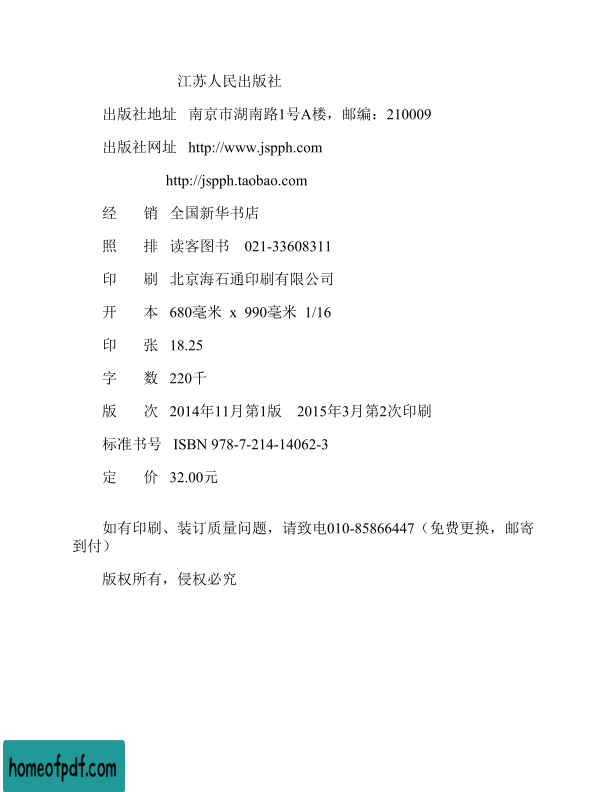 江苏人民出版社
出版社地址 南京市湖南路1号A楼，邮编：210009
出版社网址 http://www.jspph.com
http://jspph.taobao.com
经 销 全国新华书店
照 排 读客图书 021-33608311
印 刷 北京海石通印刷有限公司
开 本 680毫米 x 990毫米 1/16
印 张 18.25
字 数 220千
版 次 2014年11月第1版 2015年3月第2次印刷
标准书号 ISBN 978-7-214-14062-3
定 价 32.00元
如有印刷、装订质量问题，请致电010-85866447（免费更换，邮寄
到付）
版权所有，侵权必究
homeofpdf.com